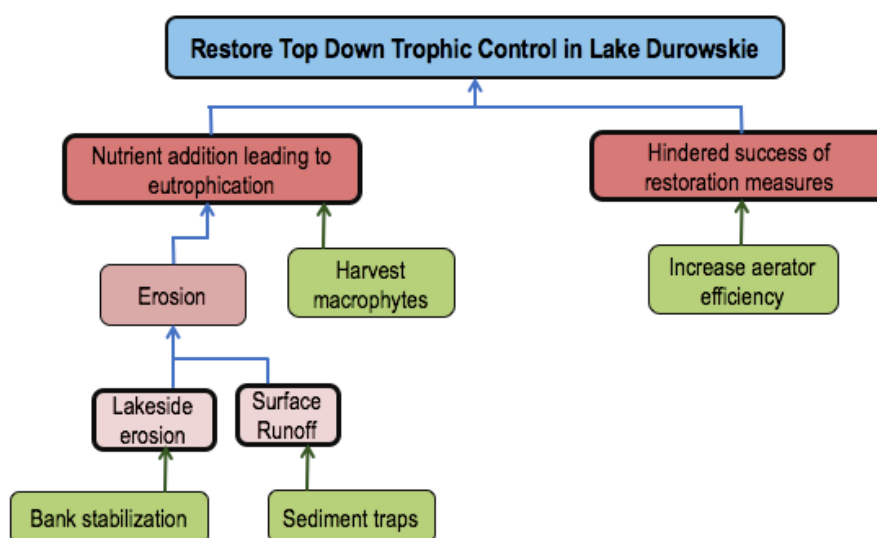 Restore Top Down Trophic Control in Lake Durowskie
Nutrient addition leading to
eutrophication
Hindered success of
restoration measures
Erosion
Harvest
macrophytes
Increase aerator
efficiency
Lakeside
erosion
Surface
Runoff
Bank stabilization
Sediment traps